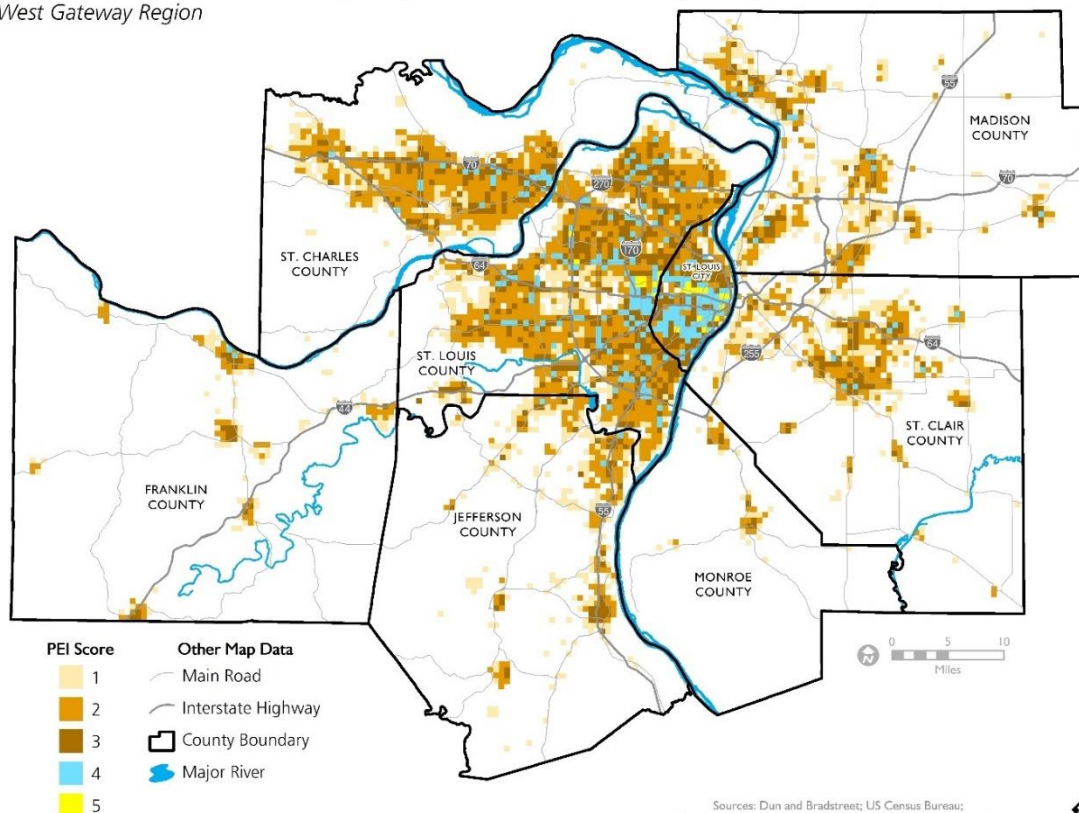 West Gateway Region
55
MADISON
COUNTY
70
70
270
170
ST. LOUIS
CITY
ST. CHARLES
COUNTY
64
ST. LOUIS
COUNTY
255
64
ST. CLAIR
COUNTY
44
FRANKLIN
COUNTY
JEFFERSON
COUNTY
55
MONROE
COUNTY
N
0 5 10
Miles
PEI Score
1
2
3
4
5
Other Map Data
Main Road
Interstate Highway
County Boundary
Major River
Sources: Dun and Bradstreet; US Census Bureau;